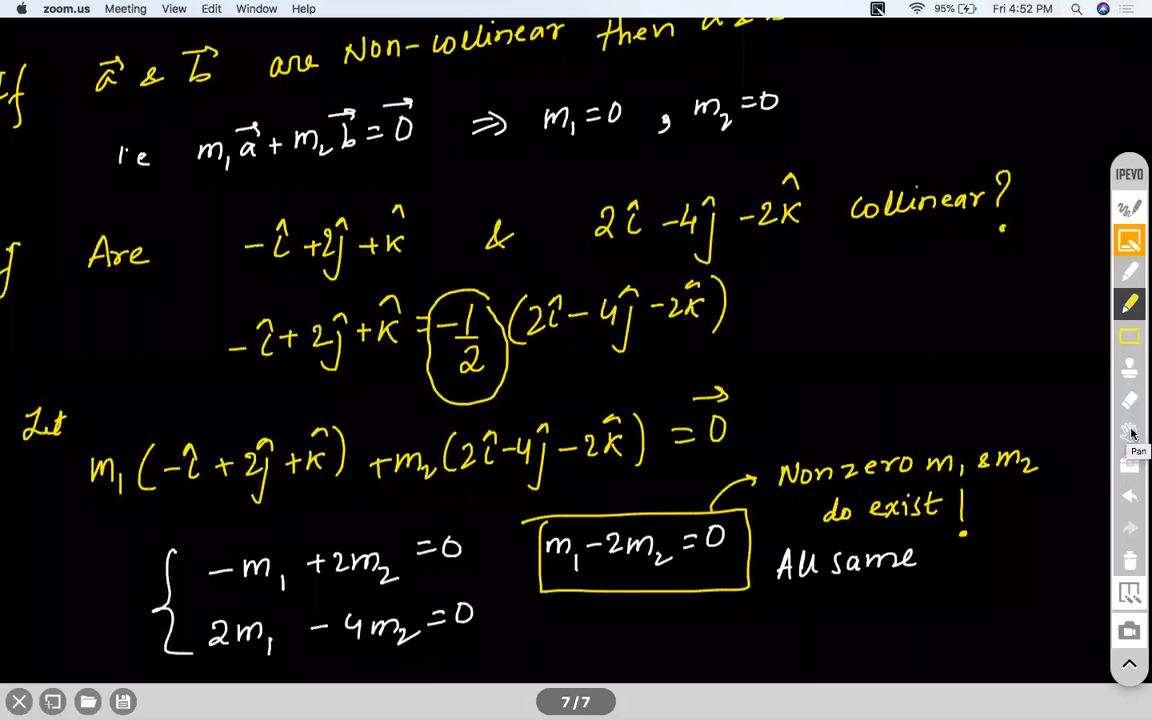 zoom.us Meeting View Edit Window Help 95% Fri 4:52 PM
If a⃗ & b⃗ are Non-collinear then
i.e m₁a⃗ + m₂b⃗ = 0⃗ ⇒ m₁ = 0 , m₂ = 0
IPEVO
Are -î + 2ĵ + k̂ & 2î - 4ĵ - 2k̂ collinear?
-î + 2ĵ + k̂ = -1/2 (2î - 4ĵ - 2k̂)
Let
m₁(-î + 2ĵ + k̂) + m₂(2î - 4ĵ - 2k̂) = 0⃗
Pan
Non zero m₁ & m₂
do exist !
-m₁ + 2m₂ = 0
m₁ - 2m₂ = 0
All same
2m₁ - 4m₂ = 0
7/7